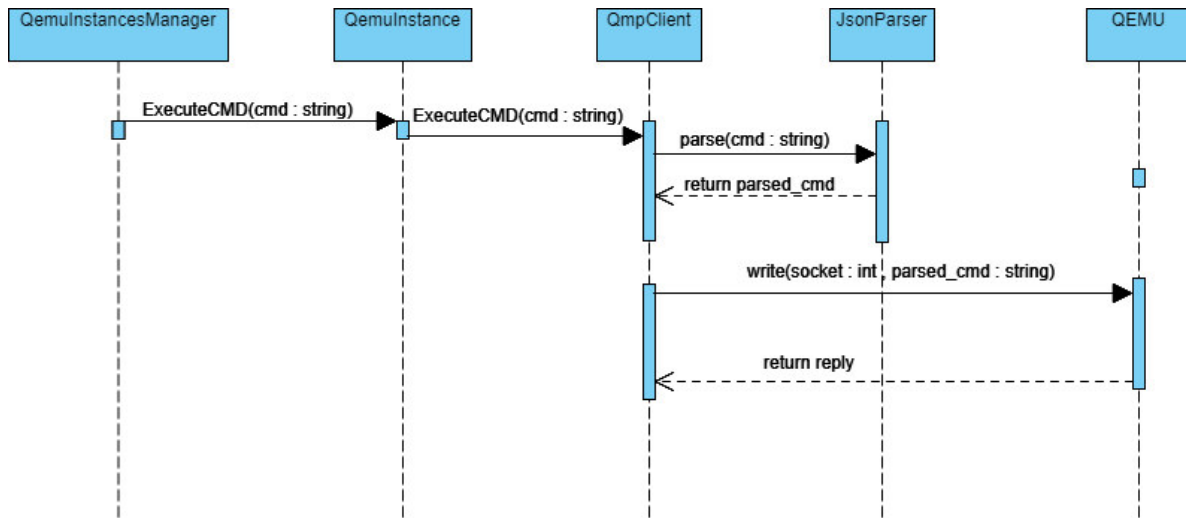 QemuInstancesManager
QemuInstance
QmpClient
JsonParser
QEMU
ExecuteCMD(cmd : string)
ExecuteCMD(cmd : string)
parse(cmd : string)
return parsed_cmd
write(socket : int , parsed_cmd : string)
return reply